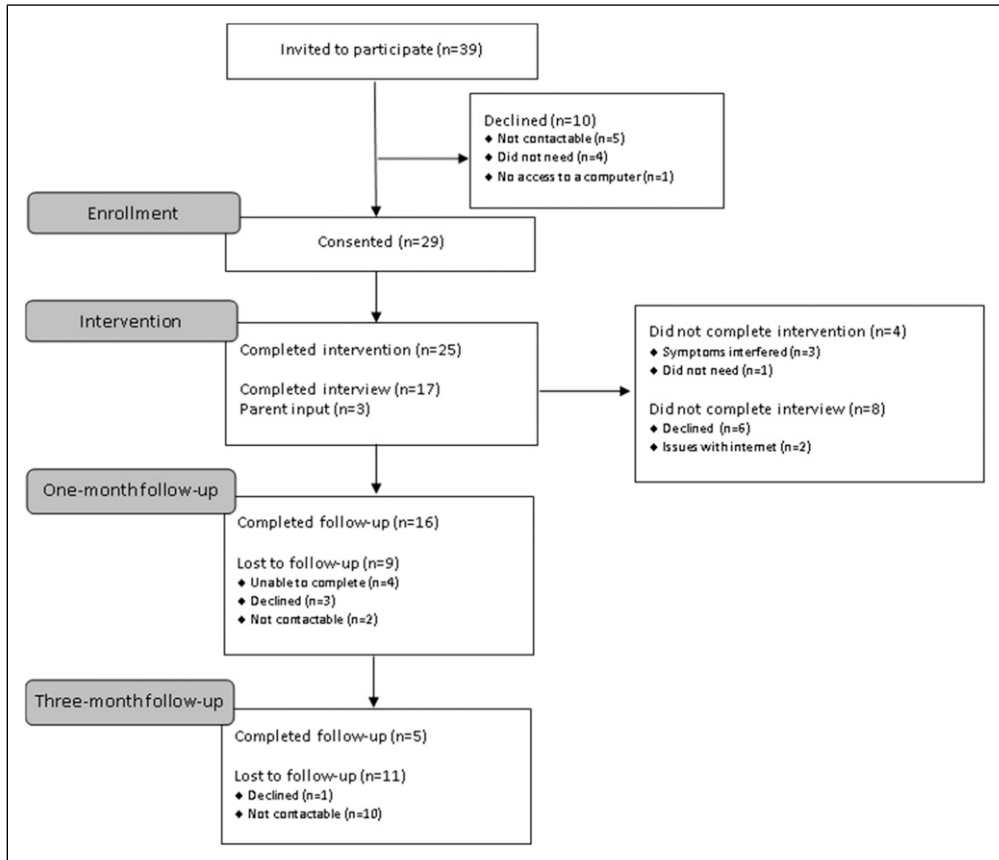 Invited to participate (n=39)
Declined (n=10)
◆ Not contactable (n=5)
◆ Did not need (n=4)
◆ No access to a computer (n=1)
Enrollment
Consented (n=29)
Intervention
Completed intervention (n=25)
Completed interview (n=17)
Parent input (n=3)
Did not complete intervention (n=4)
◆ Symptoms interfered (n=3)
◆ Did not need (n=1)
Did not complete interview (n=8)
◆ Declined (n=6)
◆ Issues with internet (n=2)
One-month follow-up
Completed follow-up (n=16)
Lost to follow-up (n=9)
◆ Unable to complete (n=4)
◆ Declined (n=3)
◆ Not contactable (n=2)
Three-month follow-up
Completed follow-up (n=5)
Lost to follow-up (n=11)
◆ Declined (n=1)
◆ Not contactable (n=10)